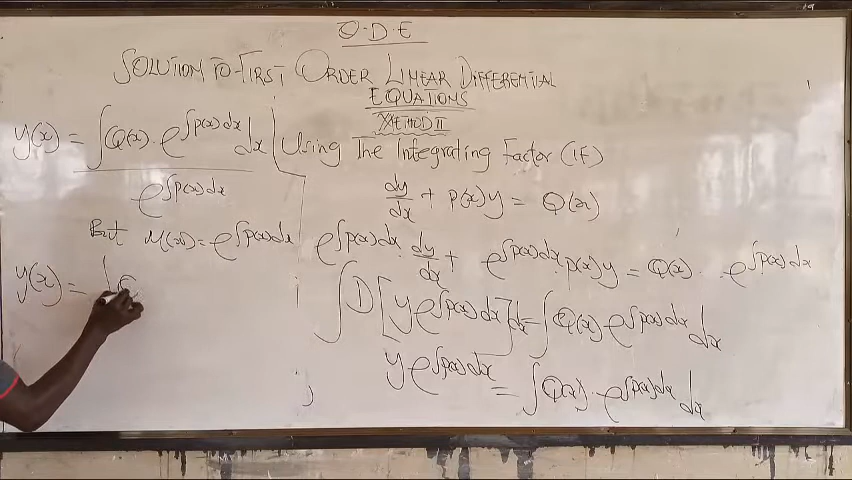 O.D.E
SOLUTION TO FIRST ORDER LINEAR DIFFERENTIAL
EQUATIONS
METHOD II
Using The Integrating Factor (IF)
dy/dx + p(x)y = Q(x)
e^∫p(x)dx . dy/dx + e^∫p(x)dx . p(x)y = Q(x) . e^∫p(x)dx
∫D[y e^∫p(x)dx]dx = ∫Q(x) . e^∫p(x)dx dx
y e^∫p(x)dx = ∫Q(x) . e^∫p(x)dx dx
y(x) = ∫Q(x) . e^∫p(x)dx dx / e^∫p(x)dx
But M(x) = e^∫p(x)dx
y(x) =